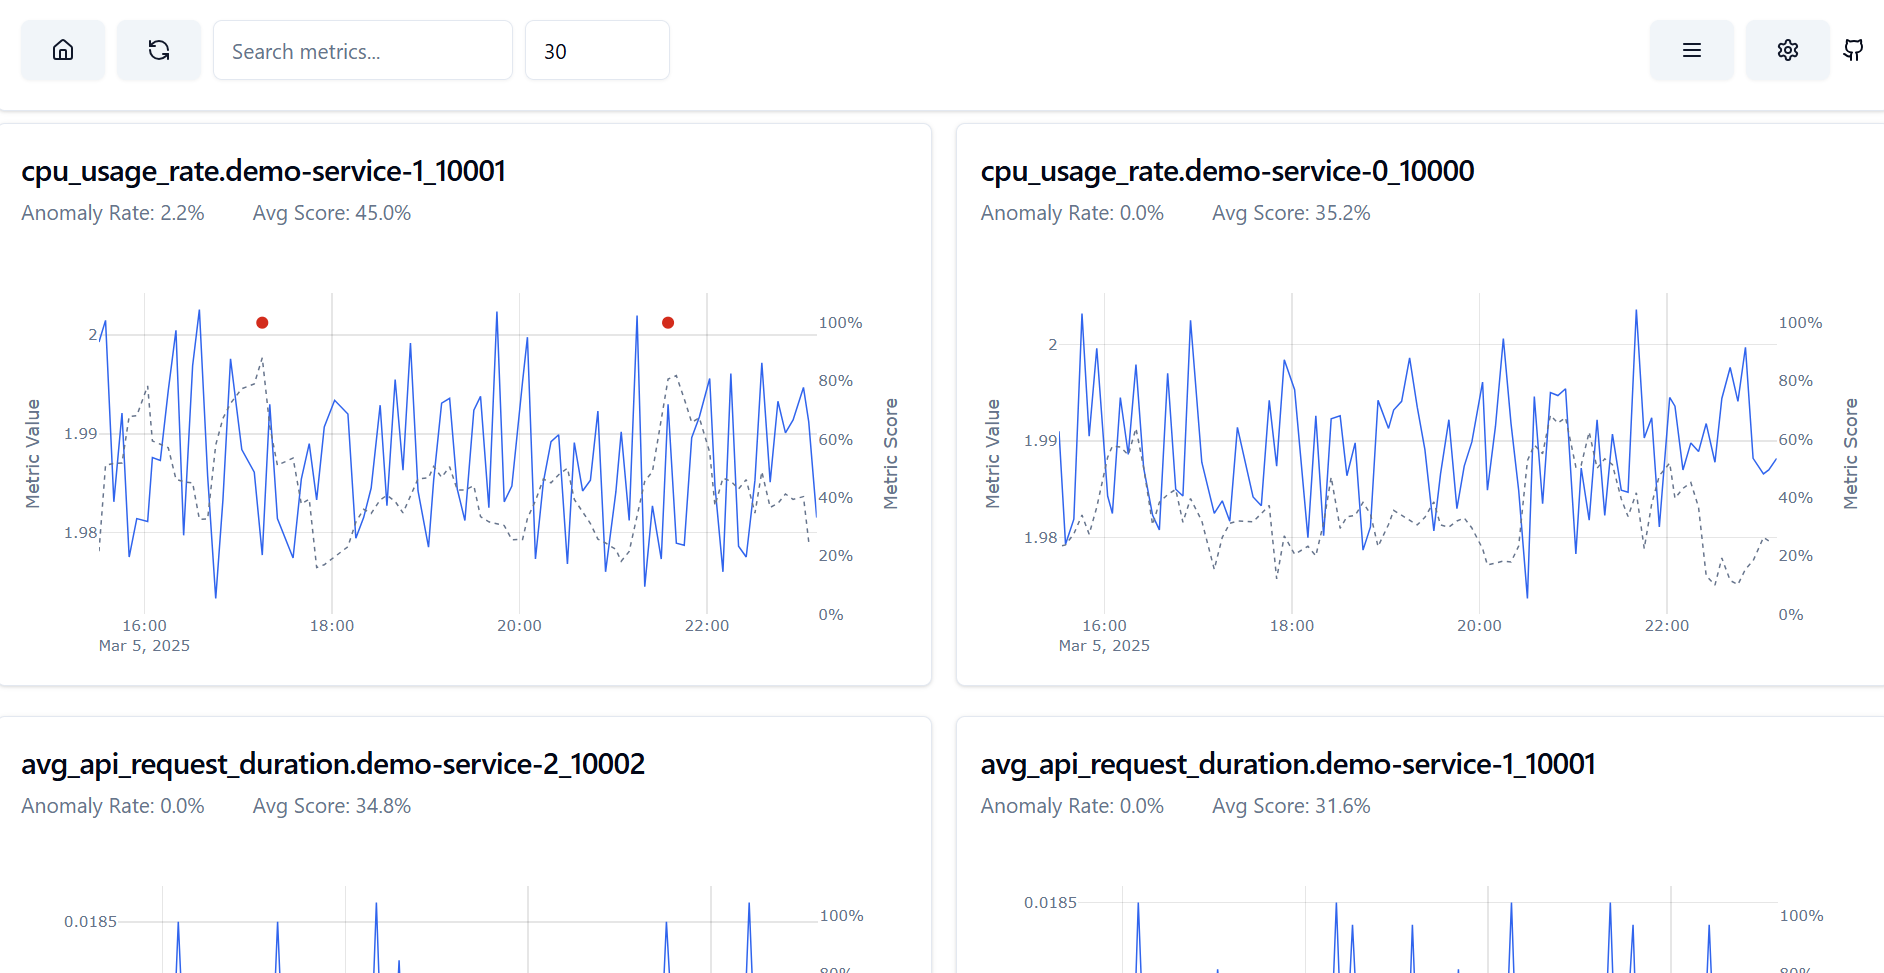 Search metrics...
30
cpu_usage_rate.demo-service-1_10001
Anomaly Rate: 2.2% Avg Score: 45.0%
Metric Value
2
1.99
1.98
100%
80%
60%
40%
20%
0%
Metric Score
16:00 18:00 20:00 22:00
Mar 5, 2025
cpu_usage_rate.demo-service-0_10000
Anomaly Rate: 0.0% Avg Score: 35.2%
Metric Value
2
1.99
1.98
100%
80%
60%
40%
20%
0%
Metric Score
16:00 18:00 20:00 22:00
Mar 5, 2025
avg_api_request_duration.demo-service-2_10002
Anomaly Rate: 0.0% Avg Score: 34.8%
0.0185
100%
80%
avg_api_request_duration.demo-service-1_10001
Anomaly Rate: 0.0% Avg Score: 31.6%
0.0185
100%
80%